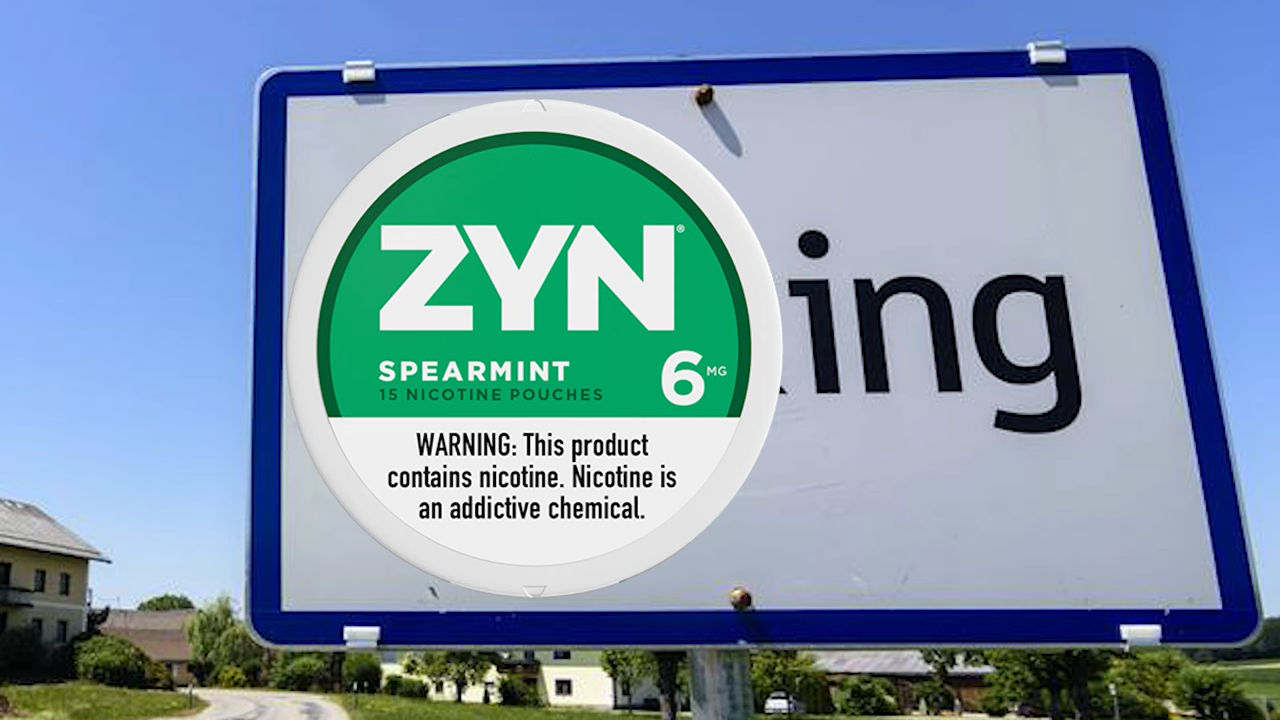 ZYN®
SPEARMINT
15 NICOTINE POUCHES
6 MG
WARNING: This product
contains nicotine. Nicotine is
an addictive chemical.
ing